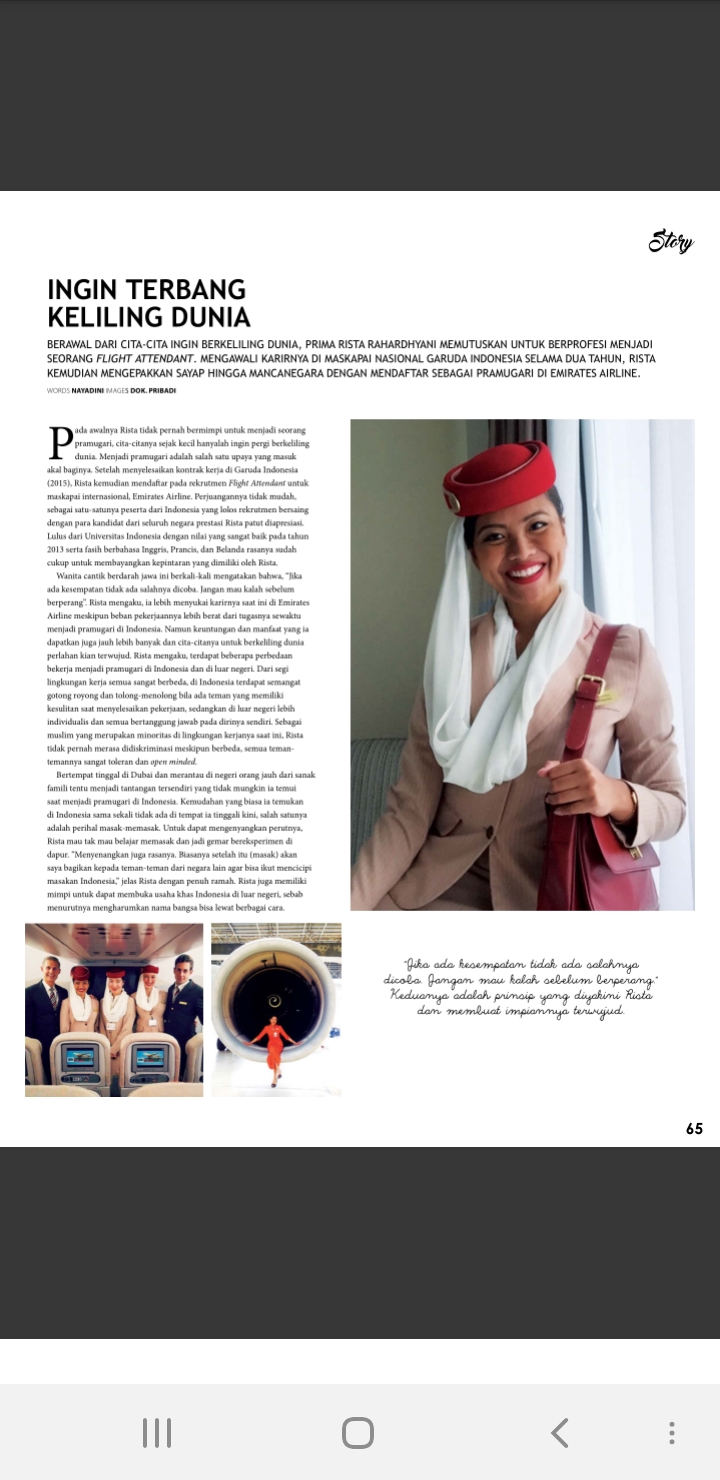 Story
INGIN TERBANG
KELILING DUNIA
BERAWAL DARI CITA-CITA INGIN BERKELILING DUNIA, PRIMA RISTA RAHARDHYANI MEMUTUSKAN UNTUK BERPROFESI MENJADI
SEORANG FLIGHT ATTENDANT. MENGAWALI KARIRNYA DI MASKAPAI NASIONAL GARUDA INDONESIA SELAMA DUA TAHUN, RISTA
KEMUDIAN MENGEPAKKAN SAYAP HINGGA MANCANEGARA DENGAN MENDAFTAR SEBAGAI PRAMUGARI DI EMIRATES AIRLINE.
WORDS NAYADINI IMAGES DOK. PRIBADI
Pada awalnya Rista tidak pernah bermimpi untuk menjadi seorang
pramugari, cita-citanya sejak kecil hanyalah ingin pergi berkeliling
dunia. Menjadi pramugari adalah salah satu upaya yang masuk
akal baginya. Setelah menyelesaikan kontrak kerja di Garuda Indonesia
(2015), Rista kemudian mendaftar pada rekrutmen Flight Attendant untuk
maskapai internasional, Emirates Airline. Perjuangannya tidak mudah,
sebagai satu-satunya peserta dari Indonesia yang lolos rekrutmen bersaing
dengan para kandidat dari seluruh negara prestasi Rista patut diapresiasi.
Lulus dari Universitas Indonesia dengan nilai yang sangat baik pada tahun
2013 serta fasih berbahasa Inggris, Prancis, dan Belanda rasanya sudah
cukup untuk membayangkan kepintaran yang dimiliki oleh Rista.
Wanita cantik berdarah jawa ini berkali-kali mengatakan bahwa, "Jika
ada kesempatan tidak ada salahnya dicoba. Jangan mau kalah sebelum
berperang". Rista mengaku, ia lebih menyukai karirnya saat ini di Emirates
Airline meskipun beban pekerjaannya lebih berat dari tugasnya sewaktu
menjadi pramugari di Indonesia. Namun keuntungan dan manfaat yang ia
dapatkan juga jauh lebih banyak dan cita-citanya untuk berkeliling dunia
perlahan kian terwujud. Rista mengaku, terdapat beberapa perbedaan
bekerja menjadi pramugari di Indonesia dan di luar negeri. Dari segi
lingkungan kerja semua sangat berbeda, di Indonesia terdapat semangat
gotong royong dan tolong-menolong bila ada teman yang memiliki
kesulitan saat menyelesaikan pekerjaan, sedangkan di luar negeri lebih
individualis dan semua bertanggung jawab pada dirinya sendiri. Sebagai
muslim yang merupakan minoritas di lingkungan kerjanya saat ini, Rista
tidak pernah merasa didiskriminasi meskipun berbeda, semua teman-
temannya sangat toleran dan open minded.
Bertempat tinggal di Dubai dan merantau di negeri orang jauh dari sanak
famili tentu menjadi tantangan tersendiri yang tidak mungkin ia temui
saat menjadi pramugari di Indonesia. Kemudahan yang biasa ia temukan
di Indonesia sama sekali tidak ada di tempat ia tinggali kini, salah satunya
adalah perihal masak-memasak. Untuk dapat mengenyangkan perutnya,
Rista mau tak mau belajar memasak dan jadi gemar bereksperimen di
dapur. "Menyenangkan juga rasanya. Biasanya setelah itu (masak) akan
saya bagikan kepada teman-teman dari negara lain agar bisa ikut mencicipi
masakan Indonesia," jelas Rista dengan penuh ramah. Rista juga memiliki
mimpi untuk dapat membuka usaha khas Indonesia di luar negeri, sebab
menurutnya mengharumkan nama bangsa bisa lewat berbagai cara.
"Jika ada kesempatan tidak ada salahnya
dicoba. Jangan mau kalah sebelum berperang."
Keduanya adalah prinsip yang diyakini Rista
dan membuat impiannya terwujud.
65